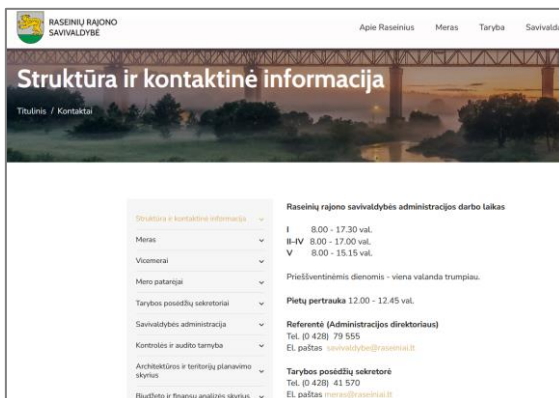 RASEINIŲ RAJONO
SAVIVALDYBĖ
Apie Raseinius Meras Taryba Savivalda
Struktūra ir kontaktinė informacija
Titulinis / Kontaktai
Struktūra ir kontaktinė informacija
Meras
Vicemerai
Mero patarėjai
Tarybos posėdžių sekretoriai
Savivaldybės administracija
Kontrolės ir audito tarnyba
Architektūros ir teritorijų planavimo
skyrius
Biudžeto ir finansų analizės skyrius
Raseinių rajono savivaldybės administracijos darbo laikas
I 8.00 - 17.30 val.
II-IV 8.00 - 17.00 val.
V 8.00 - 15.15 val.
Prieššventinėmis dienomis - viena valanda trumpiau.
Pietų pertrauka 12.00 - 12.45 val.
Referentė (Administracijos direktoriaus)
Tel. (0 428) 79 555
El. paštas savivaldybe@raseiniai.lt
Tarybos posėdžių sekretorė
Tel. (0 428) 41 570
El. paštas meras@raseiniai.lt